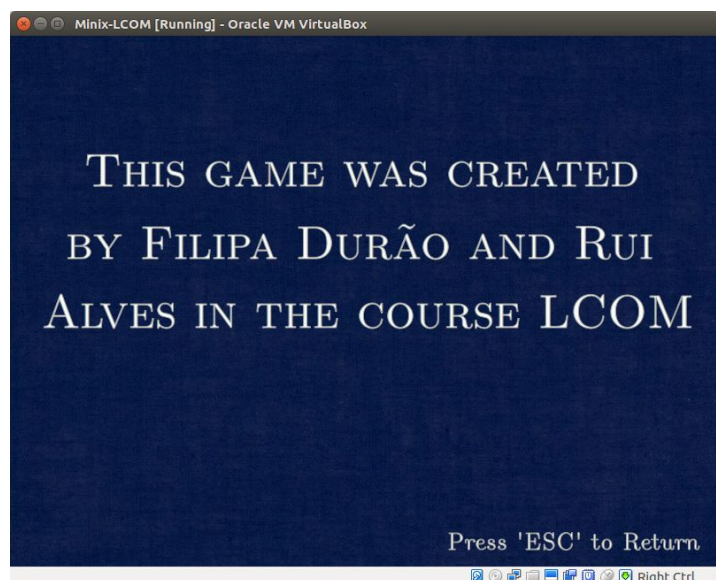 Minix-LCOM [Running] - Oracle VM VirtualBox
THIS GAME WAS CREATED
BY FILIPA DURÃO AND RUI
ALVES IN THE COURSE LCOM
Press 'ESC' to Return
Right Ctrl